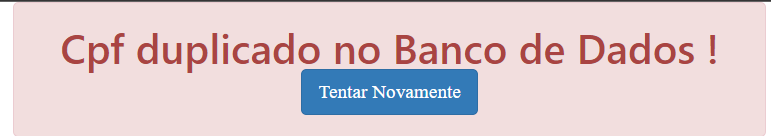 Cpf duplicado no Banco de Dados !
Tentar Novamente